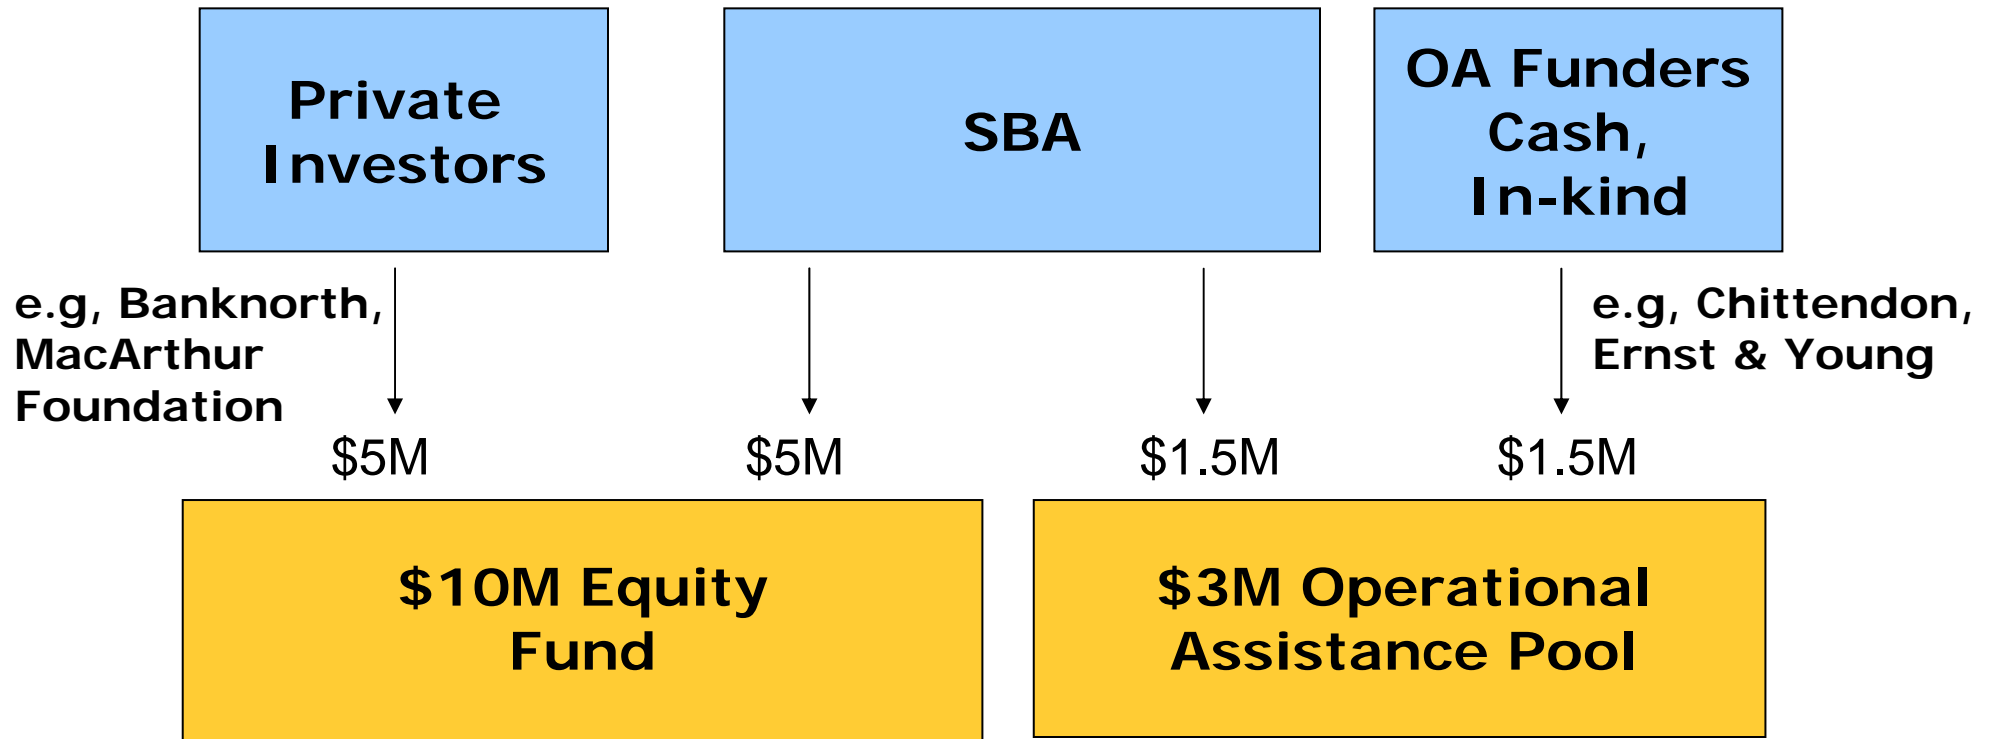 Private
Investors
SBA
OA Funders
Cash,
In-kind
e.g, Banknorth,
MacArthur
Foundation
e.g, Chittendon,
Ernst & Young
$5M
$5M
$1.5M
$1.5M
$10M Equity
Fund
$3M Operational
Assistance Pool